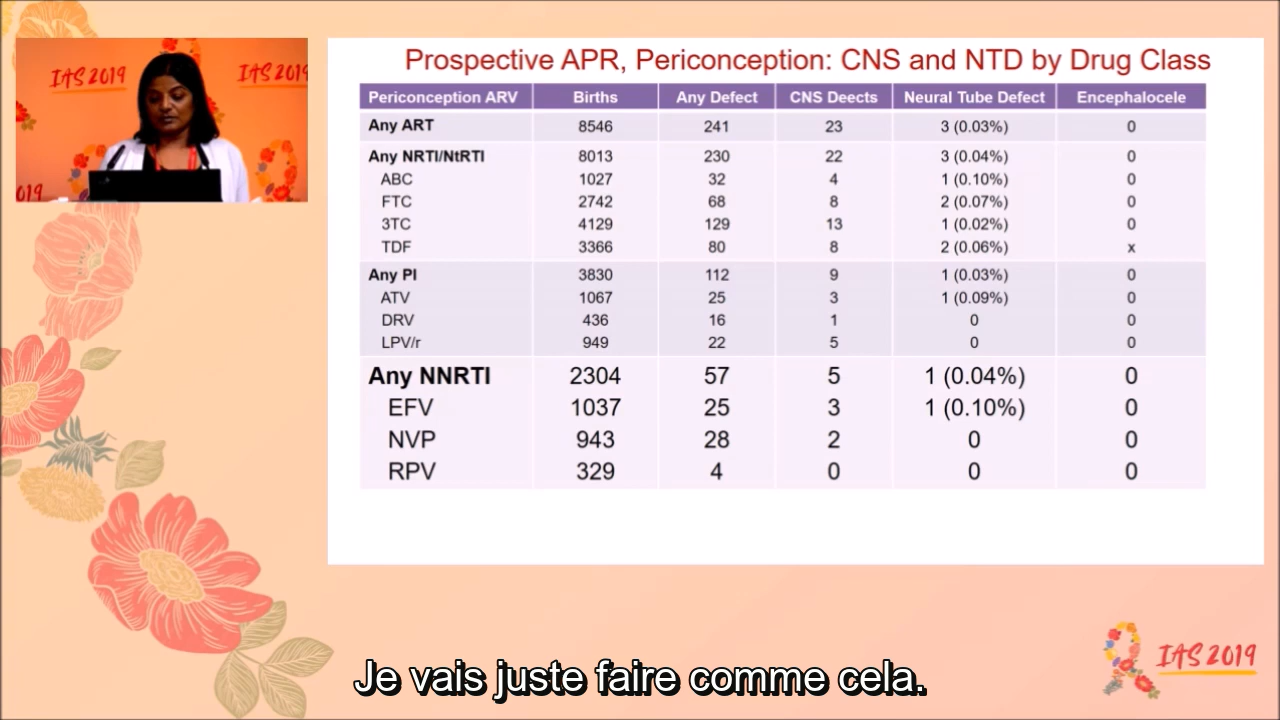 IAS 2019
IAS 2019
019
Prospective APR, Periconception: CNS and NTD by Drug Class
Periconception ARV Births Any Defect CNS Deects Neural Tube Defect Encephalocele
Any ART 8546 241 23 3 (0.03%) 0
Any NRTI/NtRTI 8013 230 22 3 (0.04%) 0
ABC 1027 32 4 1 (0.10%) 0
FTC 2742 68 8 2 (0.07%) 0
3TC 4129 129 13 1 (0.02%) 0
TDF 3366 80 8 2 (0.06%) x
Any PI 3830 112 9 1 (0.03%) 0
ATV 1067 25 3 1 (0.09%) 0
DRV 436 16 1 0 0
LPV/r 949 22 5 0 0
Any NNRTI 2304 57 5 1 (0.04%) 0
EFV 1037 25 3 1 (0.10%) 0
NVP 943 28 2 0 0
RPV 329 4 0 0 0
IAS 2019
Je vais juste faire comme cela.